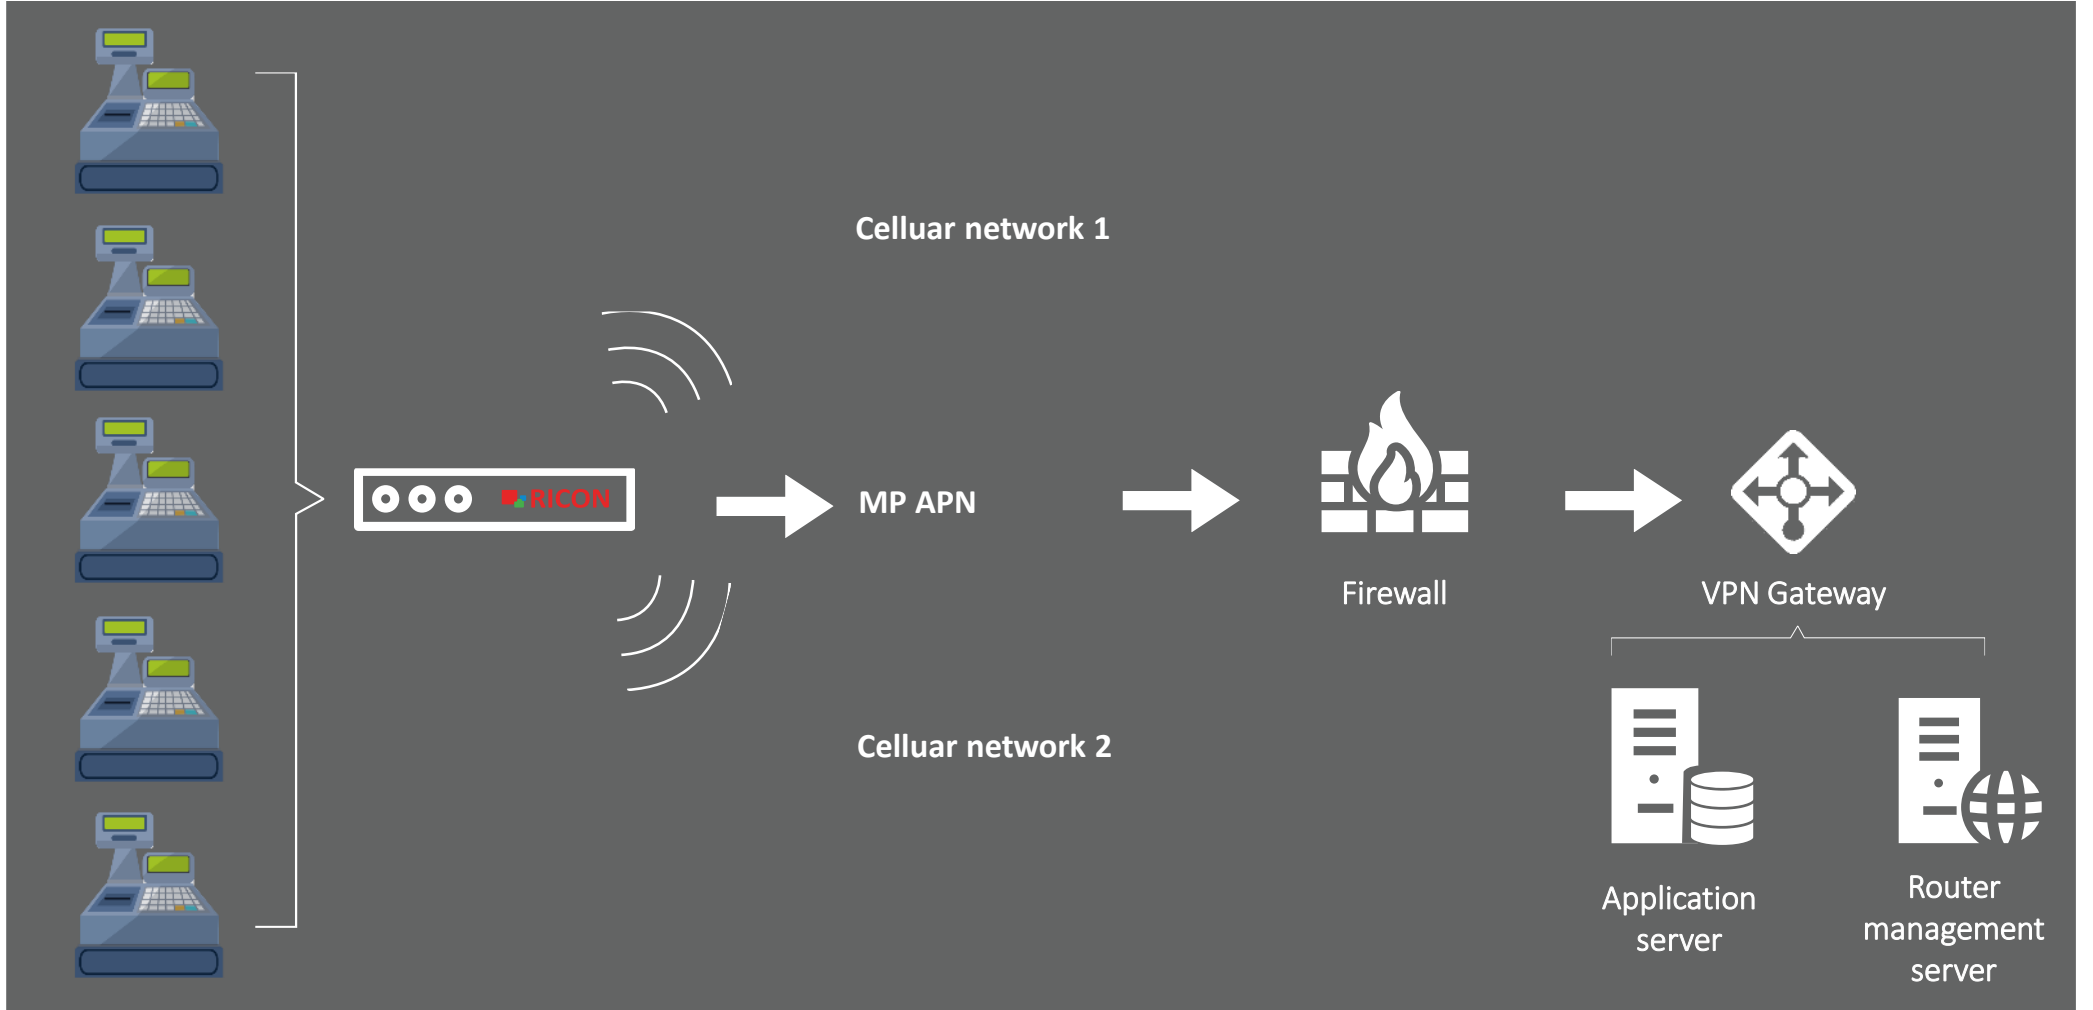 Celluar network 1
RICON
MP APN
Firewall
VPN Gateway
Celluar network 2
Application
server
Router
management
server